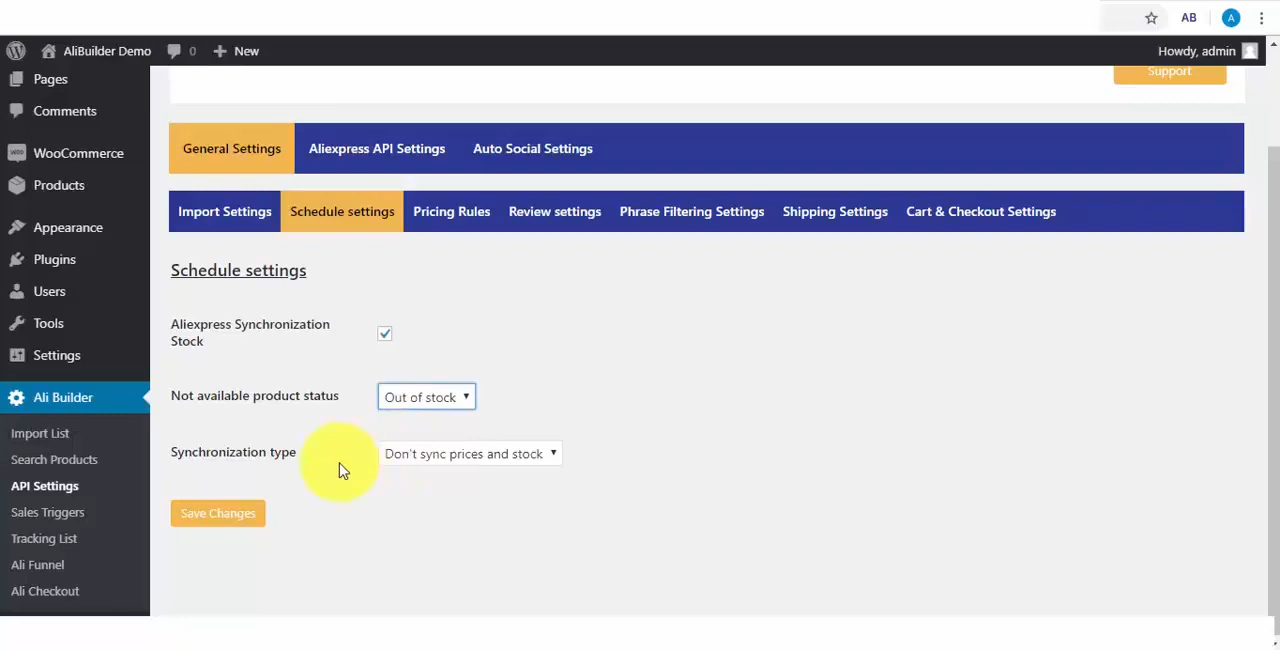 AB A
AliBuilder Demo 0 New Howdy, admin
Support
Pages
Comments
WooCommerce
Products
Appearance
Plugins
Users
Tools
Settings
Ali Builder
Import List
Search Products
API Settings
Sales Triggers
Tracking List
Ali Funnel
Ali Checkout
General Settings Aliexpress API Settings Auto Social Settings
Import Settings Schedule settings Pricing Rules Review settings Phrase Filtering Settings Shipping Settings Cart & Checkout Settings
Schedule settings
Aliexpress Synchronization
Stock
Not available product status Out of stock
Synchronization type Don't sync prices and stock
Save Changes